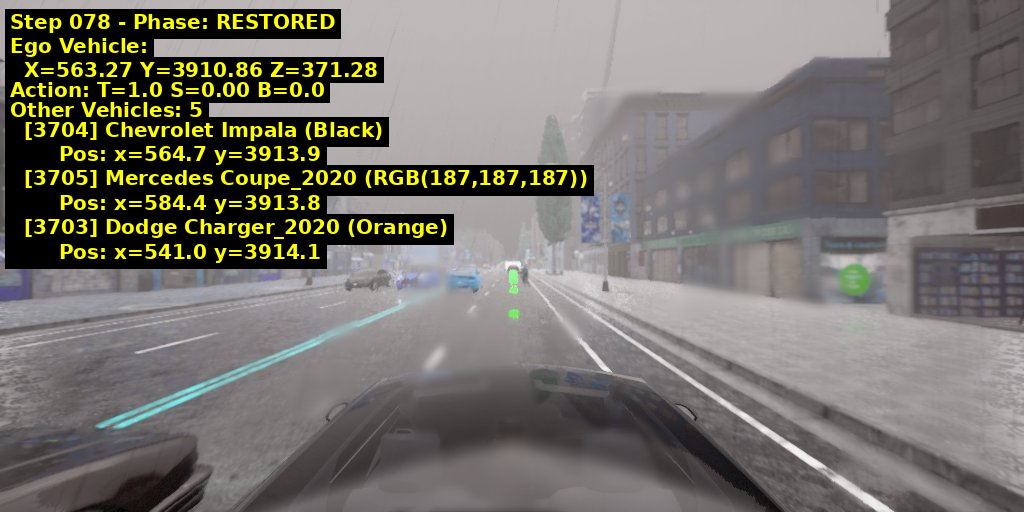 Step 078 - Phase: RESTORED
Ego Vehicle:
X=563.27 Y=3910.86 Z=371.28
Action: T=1.0 S=0.00 B=0.0
Other Vehicles: 5
[3704] Chevrolet Impala (Black)
Pos: x=564.7 y=3913.9
[3705] Mercedes Coupe_2020 (RGB(187,187,187))
Pos: x=584.4 y=3913.8
[3703] Dodge Charger_2020 (Orange)
Pos: x=541.0 y=3914.1